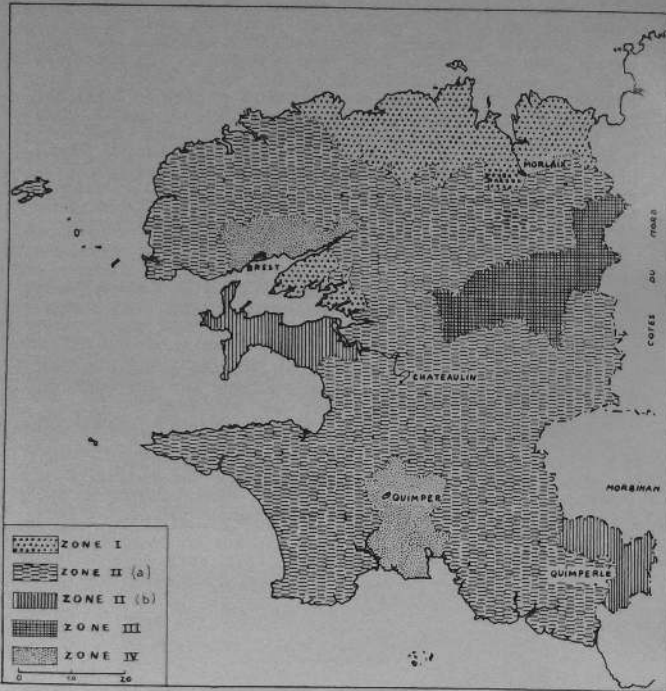 MORLAIX
BREST
COTES DU NORD
CHATEAULIN
QUIMPER
MORBIHAN
QUIMPERLÉ
ZONE I
ZONE II (a)
ZONE II (b)
ZONE III
ZONE IV
0 10 20